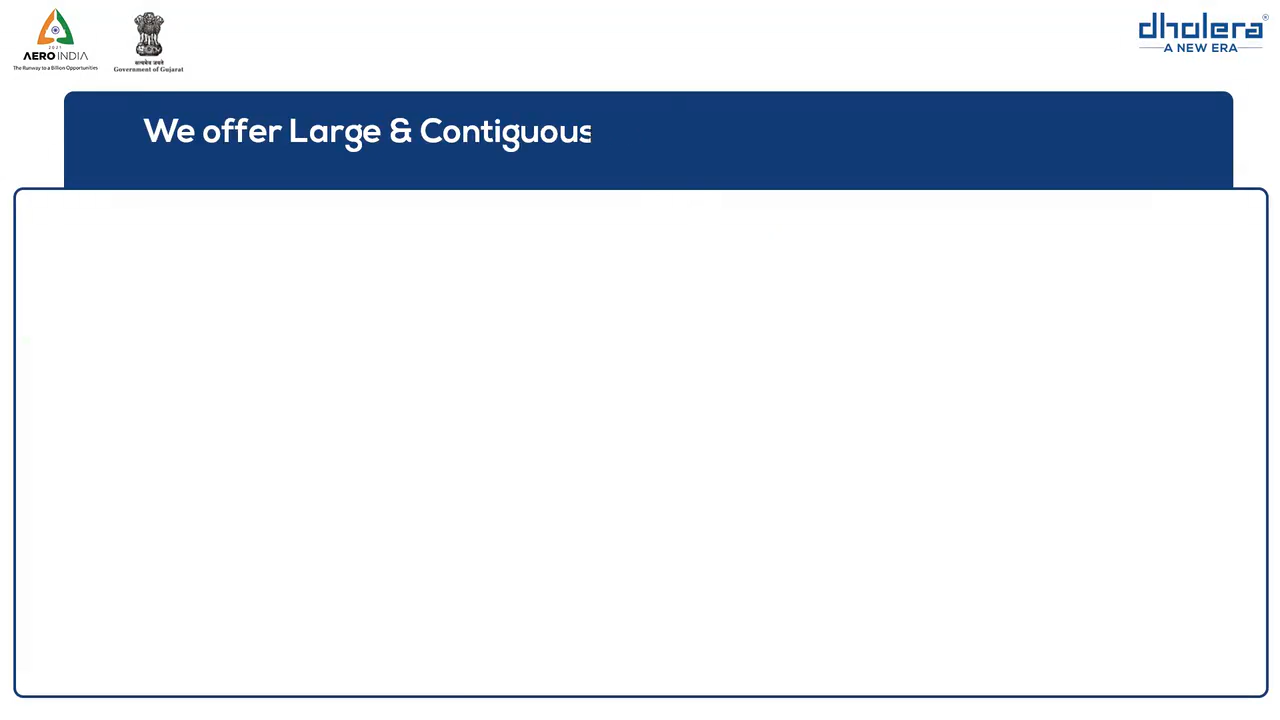 2021
AERO INDIA
The Runway to a Billion Opportunities
सत्यमेव जयते
Government of Gujarat
dholera®
A NEW ERA
We offer Large & Contiguous